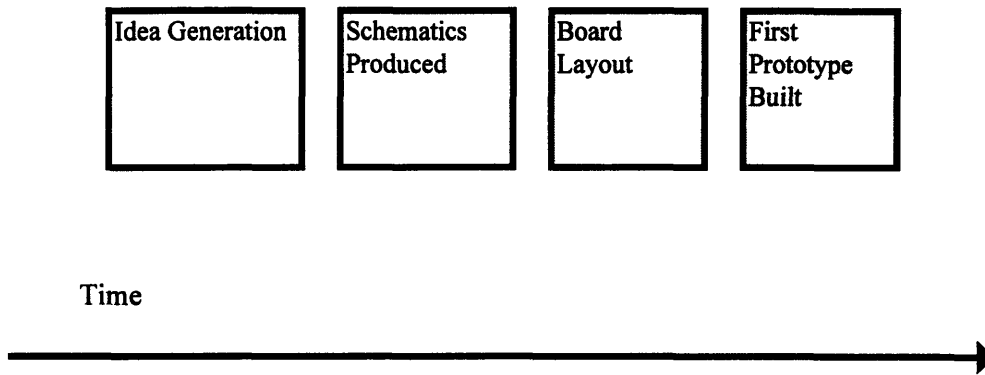 Idea Generation
Schematics
Produced
Board
Layout
First
Prototype
Built
Time